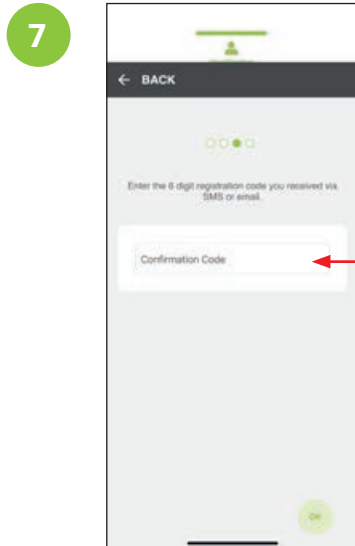 7
← BACK
Enter the 6 digit registration code you received via
SMS or email.
Confirmation Code
OK